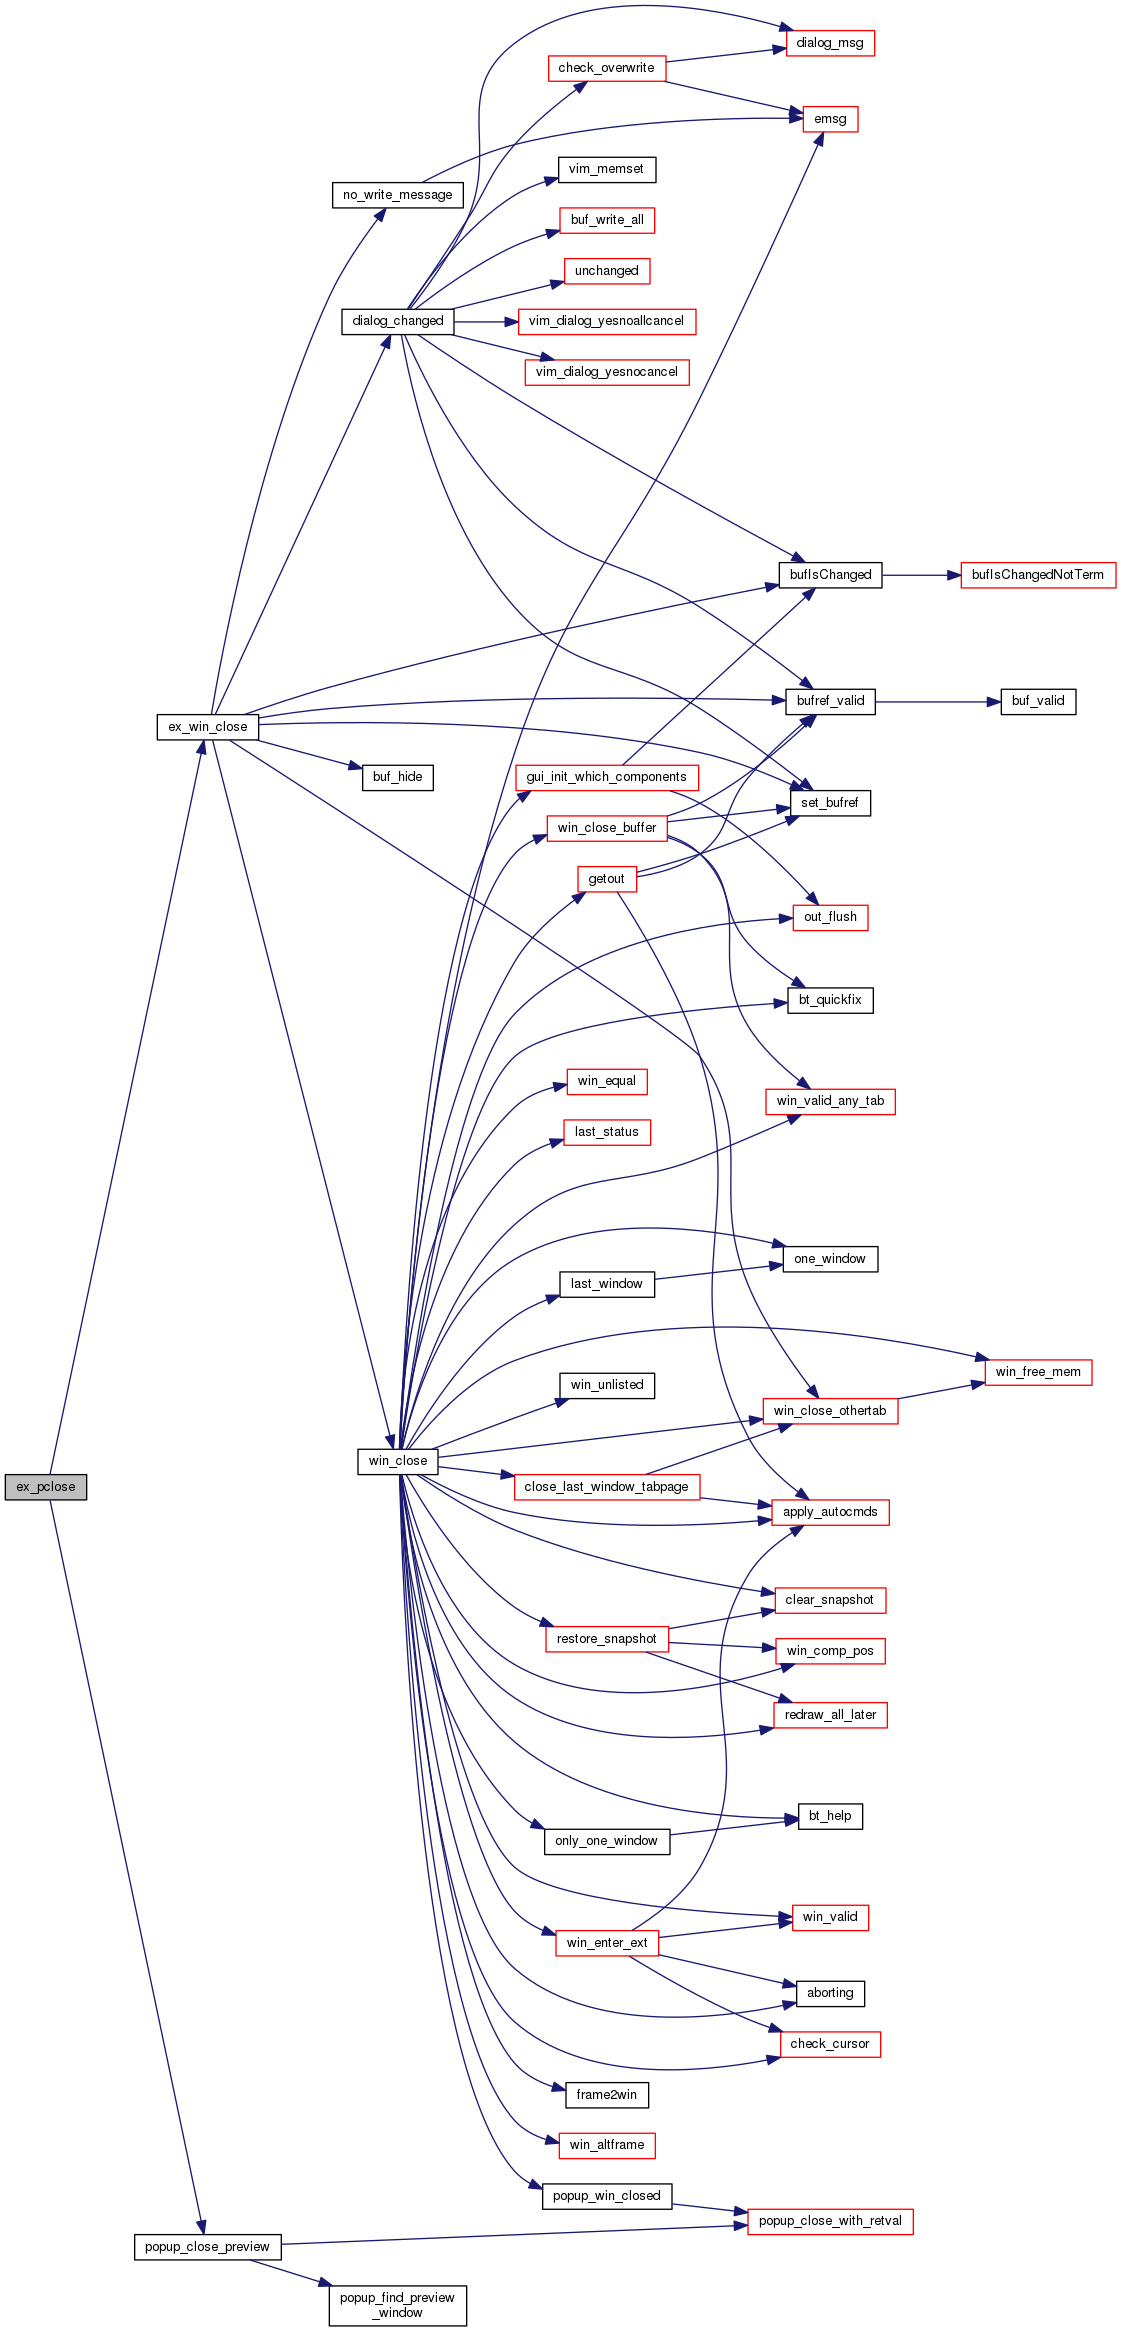 dialog_msg
check_overwrite
emsg
vim_memset
no_write_message
buf_write_all
unchanged
dialog_changed
vim_dialog_yesnoallcancel
vim_dialog_yesnocancel
bufIsChanged
bufIsChangedNotTerm
bufref_valid
buf_valid
ex_win_close
buf_hide
gui_init_which_components
set_bufref
win_close_buffer
getout
out_flush
bt_quickfix
win_equal
win_valid_any_tab
last_status
one_window
last_window
win_free_mem
win_unlisted
win_close_othertab
win_close
ex_pclose
close_last_window_tabpage
apply_autocmds
clear_snapshot
restore_snapshot
win_comp_pos
redraw_all_later
bt_help
only_one_window
win_valid
win_enter_ext
aborting
check_cursor
frame2win
win_altframe
popup_win_closed
popup_close_with_retval
popup_close_preview
popup_find_preview
_window